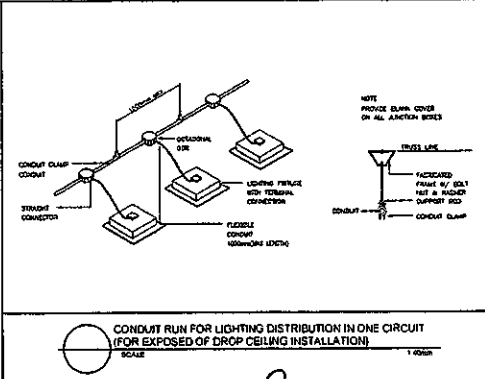 NOTE
PROVIDE BLANK COVER
ON ALL JUNCTION BOXES
OCTAGONAL
BOX
TRUSS LINE
CONDUIT CLAMP
CONDUIT
LIGHTING FIXTURE
WITH TERMINAL
CONNECTION
FABRICATED
FRAME W/ BOLT
NUT & WASHER
SUPPORT ROD
STRAIGHT
CONNECTOR
FLEXIBLE
CONDUIT
CONDUIT
CONDUIT CLAMP
CONDUIT RUN FOR LIGHTING DISTRIBUTION IN ONE CIRCUIT
(FOR EXPOSED OF DROP CEILING INSTALLATION)
SCALE